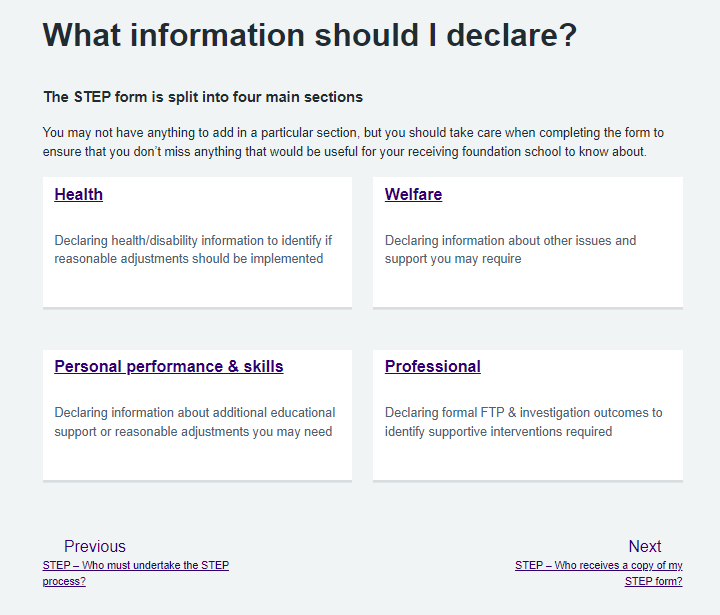 What information should I declare?
The STEP form is split into four main sections
You may not have anything to add in a particular section, but you should take care when completing the form to
ensure that you don't miss anything that would be useful for your receiving foundation school to know about.
Health
Declaring health/disability information to identify if
reasonable adjustments should be implemented
Welfare
Declaring information about other issues and
support you may require
Personal performance & skills
Declaring information about additional educational
support or reasonable adjustments you may need
Professional
Declaring formal FTP & investigation outcomes to
identify supportive interventions required
Previous
STEP – Who must undertake the STEP
process?
Next
STEP – Who receives a copy of my
STEP form?